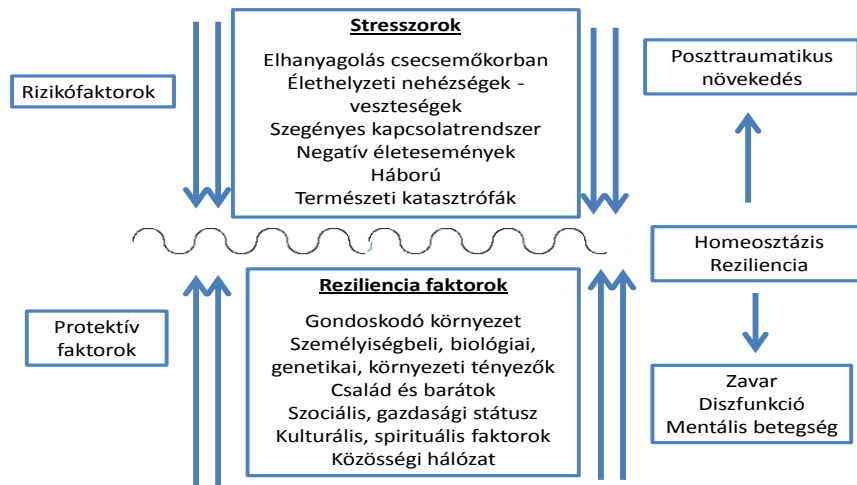 Rizikófaktorok
Stresszorok
Elhanyagolás csecsemőkorban
Élethelyzeti nehézségek -
veszteségek
Szegényes kapcsolatrendszer
Negatív életesemények
Háború
Természeti katasztrófák
Poszttraumatikus
növekedés
Homeosztázis
Reziliencia
Protektív
faktorok
Reziliencia faktorok
Gondoskodó környezet
Személyiségbeli, biológiai,
genetikai, környezeti tényezők
Család és barátok
Szociális, gazdasági státusz
Kulturális, spirituális faktorok
Közösségi hálózat
Zavar
Diszfunkció
Mentális betegség